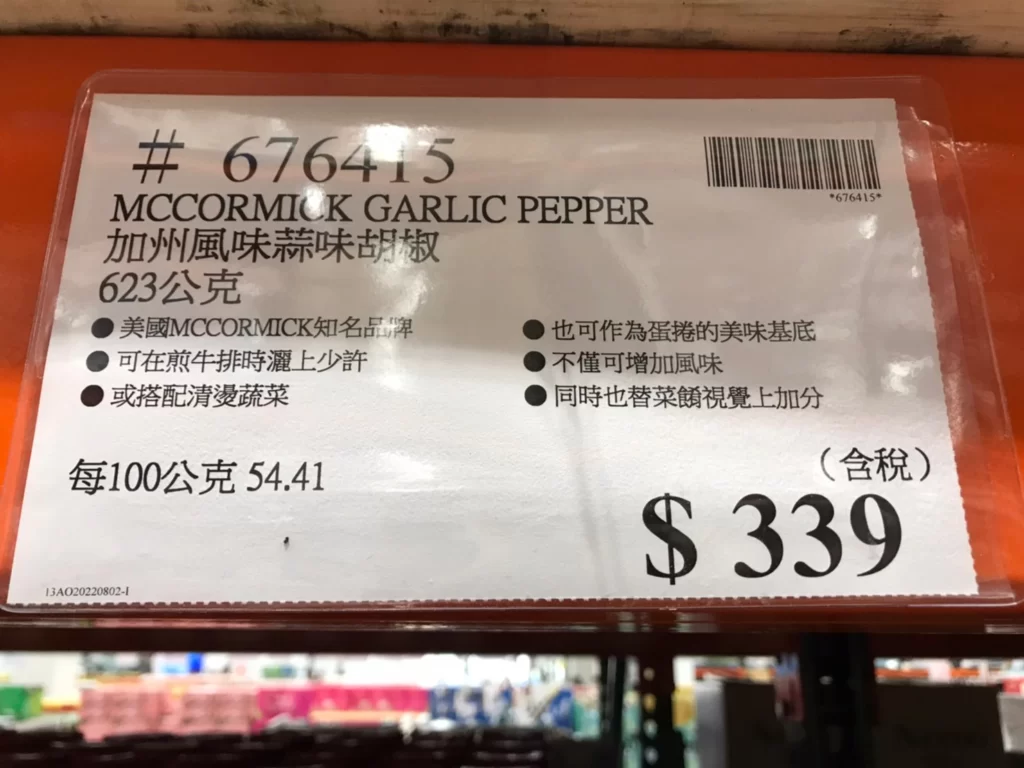 # 676415
*676415*
MCCORMICK GARLIC PEPPER
加州風味蒜味胡椒
623公克
● 美國MCCORMICK知名品牌
● 可在煎牛排時灑上少許
● 或搭配清燙蔬菜
● 也可作為蛋捲的美味基底
● 不僅可增加風味
● 同時也替菜餚視覺上加分
每100公克 54.41
(含稅)
$ 339
13AO20220802-1